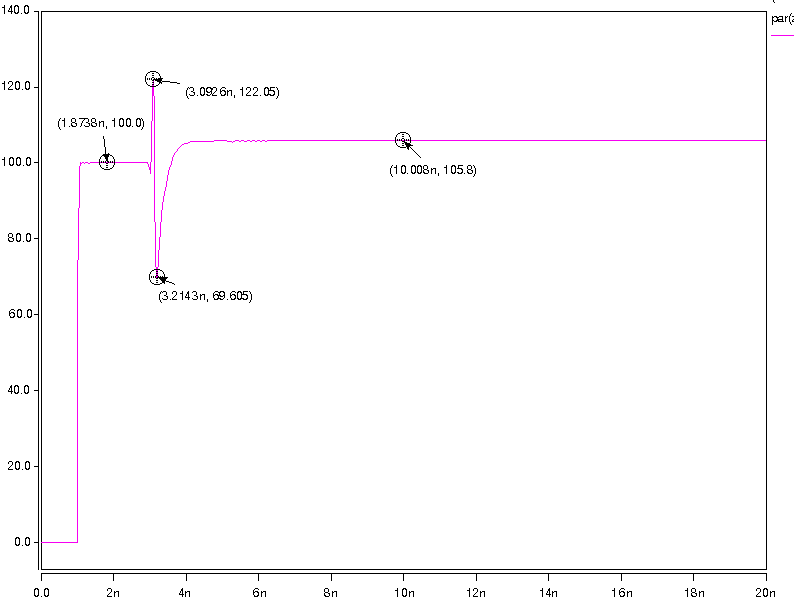 140.0
par(
120.0
(3.0926n, 122.05)
(1.8738n, 100.0)
100.0
(10.008n, 105.8)
80.0
(3.2143n, 69.605)
60.0
40.0
20.0
0.0
0.0 2n 4n 6n 8n 10n 12n 14n 16n 18n 20n